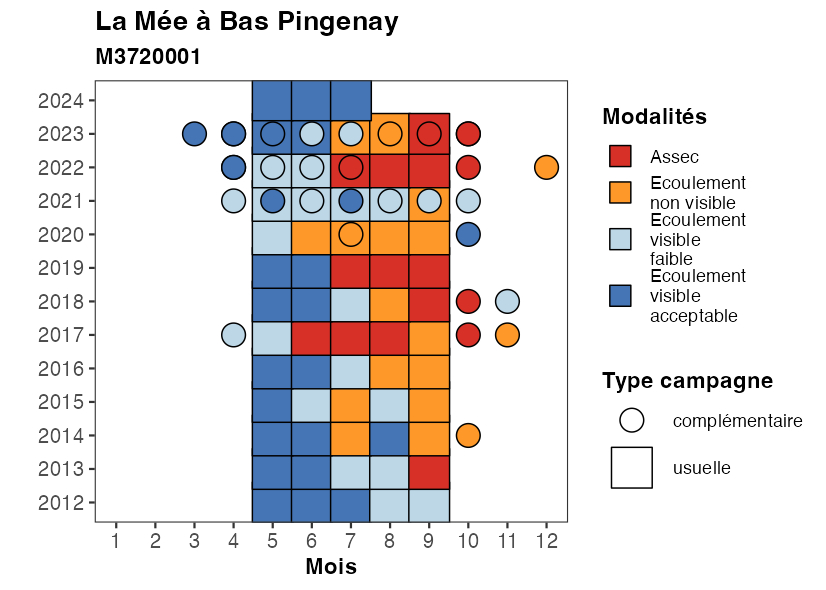 La Mée à Bas Pingenay
M3720001
2024
2023
2022
2021
2020
2019
2018
2017
2016
2015
2014
2013
2012
1 2 3 4 5 6 7 8 9 10 11 12
Mois
Modalités
Assec
Ecoulement
non visible
Ecoulement
visible
faible
Ecoulement
visible
acceptable
Type campagne
complémentaire
usuelle